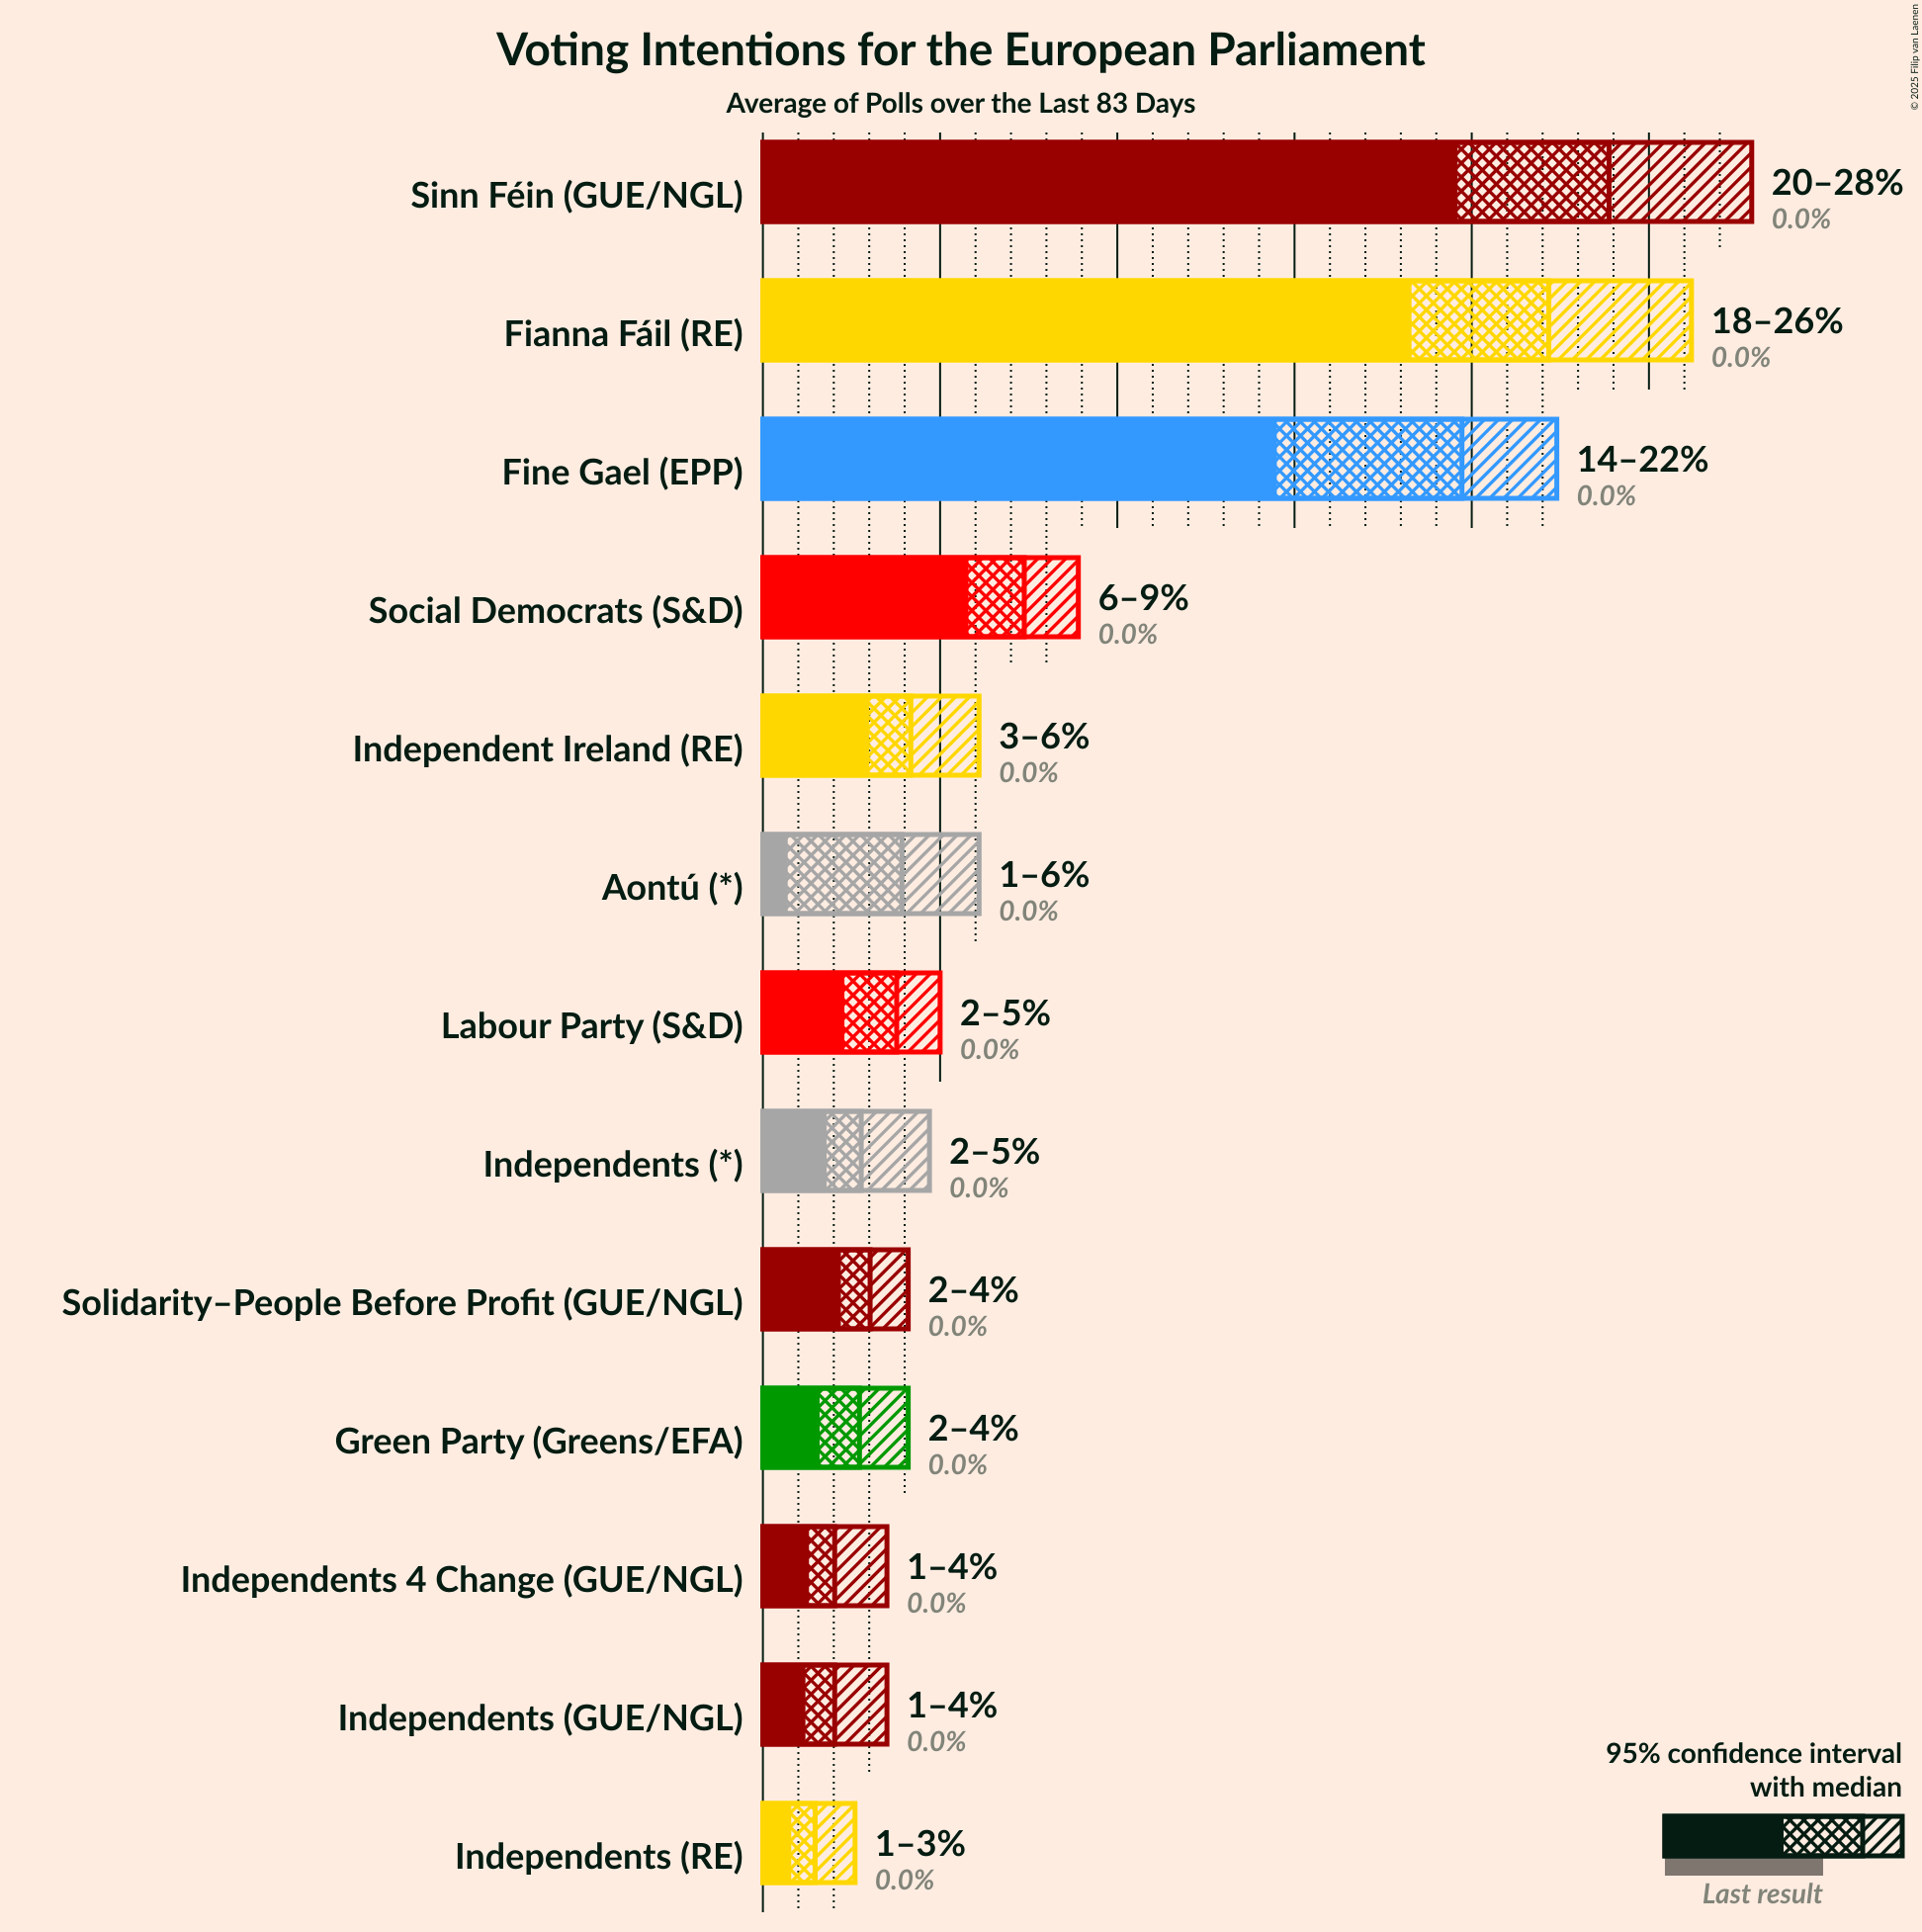 Voting Intentions for the European Parliament
Average of Polls over the Last 83 Days
© 2025 Filip van Laenen
Sinn Féin (GUE/NGL)
20–28%
0.0%
Fianna Fáil (RE)
18–26%
0.0%
Fine Gael (EPP)
14–22%
0.0%
Social Democrats (S&D)
6–9%
0.0%
Independent Ireland (RE)
3–6%
0.0%
Aontú (*)
1–6%
0.0%
Labour Party (S&D)
2–5%
0.0%
Independents (*)
2–5%
0.0%
Solidarity–People Before Profit (GUE/NGL)
2–4%
0.0%
Green Party (Greens/EFA)
2–4%
0.0%
Independents 4 Change (GUE/NGL)
1–4%
0.0%
Independents (GUE/NGL)
1–4%
0.0%
Independents (RE)
1–3%
0.0%
95% confidence interval
with median
Last result